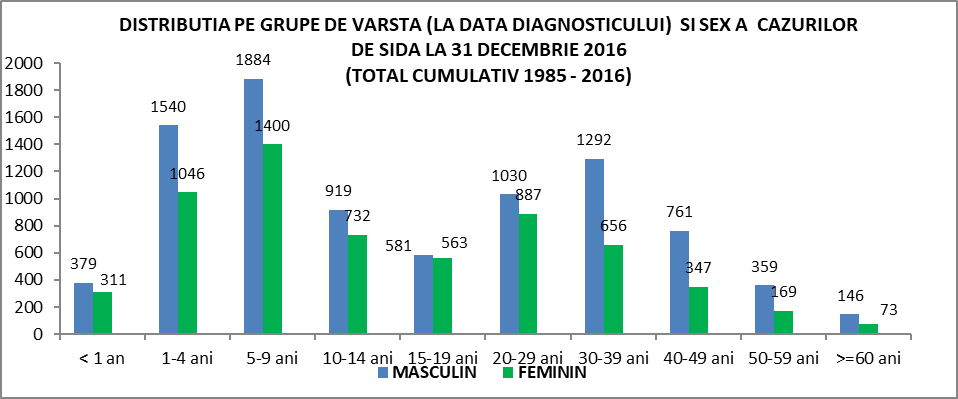 DISTRIBUTIA PE GRUPE DE VARSTA (LA DATA DIAGNOSTICULUI) SI SEX A CAZURILOR
DE SIDA LA 31 DECEMBRIE 2016
(TOTAL CUMULATIV 1985 - 2016)
2000
1800
1600
1400
1200
1000
800
600
400
200
0
379
311
1540
1046
1884
1400
919
732
581
563
1030
887
1292
656
761
347
359
169
146
73
< 1 an
1-4 ani
5-9 ani
10-14 ani
15-19 ani
20-29 ani
30-39 ani
40-49 ani
50-59 ani
>=60 ani
MASCULIN
FEMININ